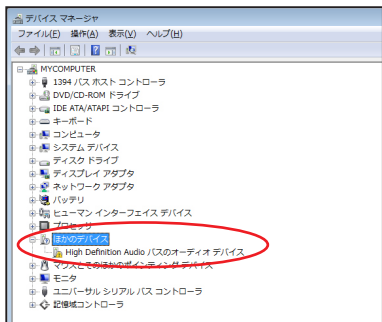 デバイス マネージャ
ファイル(F) 操作(A) 表示(V) ヘルプ(H)
MYCOMPUTER
1394 バス ホスト コントローラ
DVD/CD-ROM ドライブ
IDE ATA/ATAPI コントローラ
キーボード
コンピュータ
システム デバイス
ディスク ドライブ
ディスプレイ アダプタ
ネットワーク アダプタ
バッテリ
ヒューマン インターフェイス デバイス
プロセッサ
ほかのデバイス
High Definition Audio バスのオーディオ デバイス
マウスとそのほかのポインティング デバイス
モニタ
ユニバーサル シリアル バス コントローラ
記憶域コントローラ